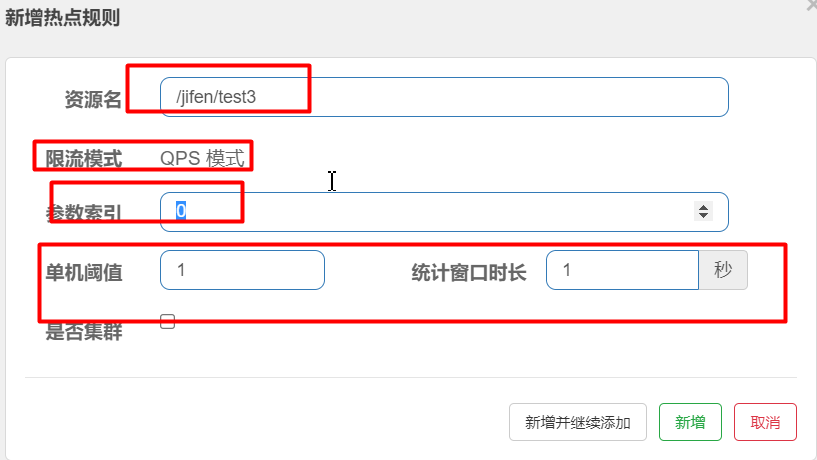 新增热点规则
资源名 /jifen/test3
限流模式 QPS 模式
参数索引 0
单机阈值 1 统计窗口时长 1 秒
是否集群
新增并继续添加 新增 取消